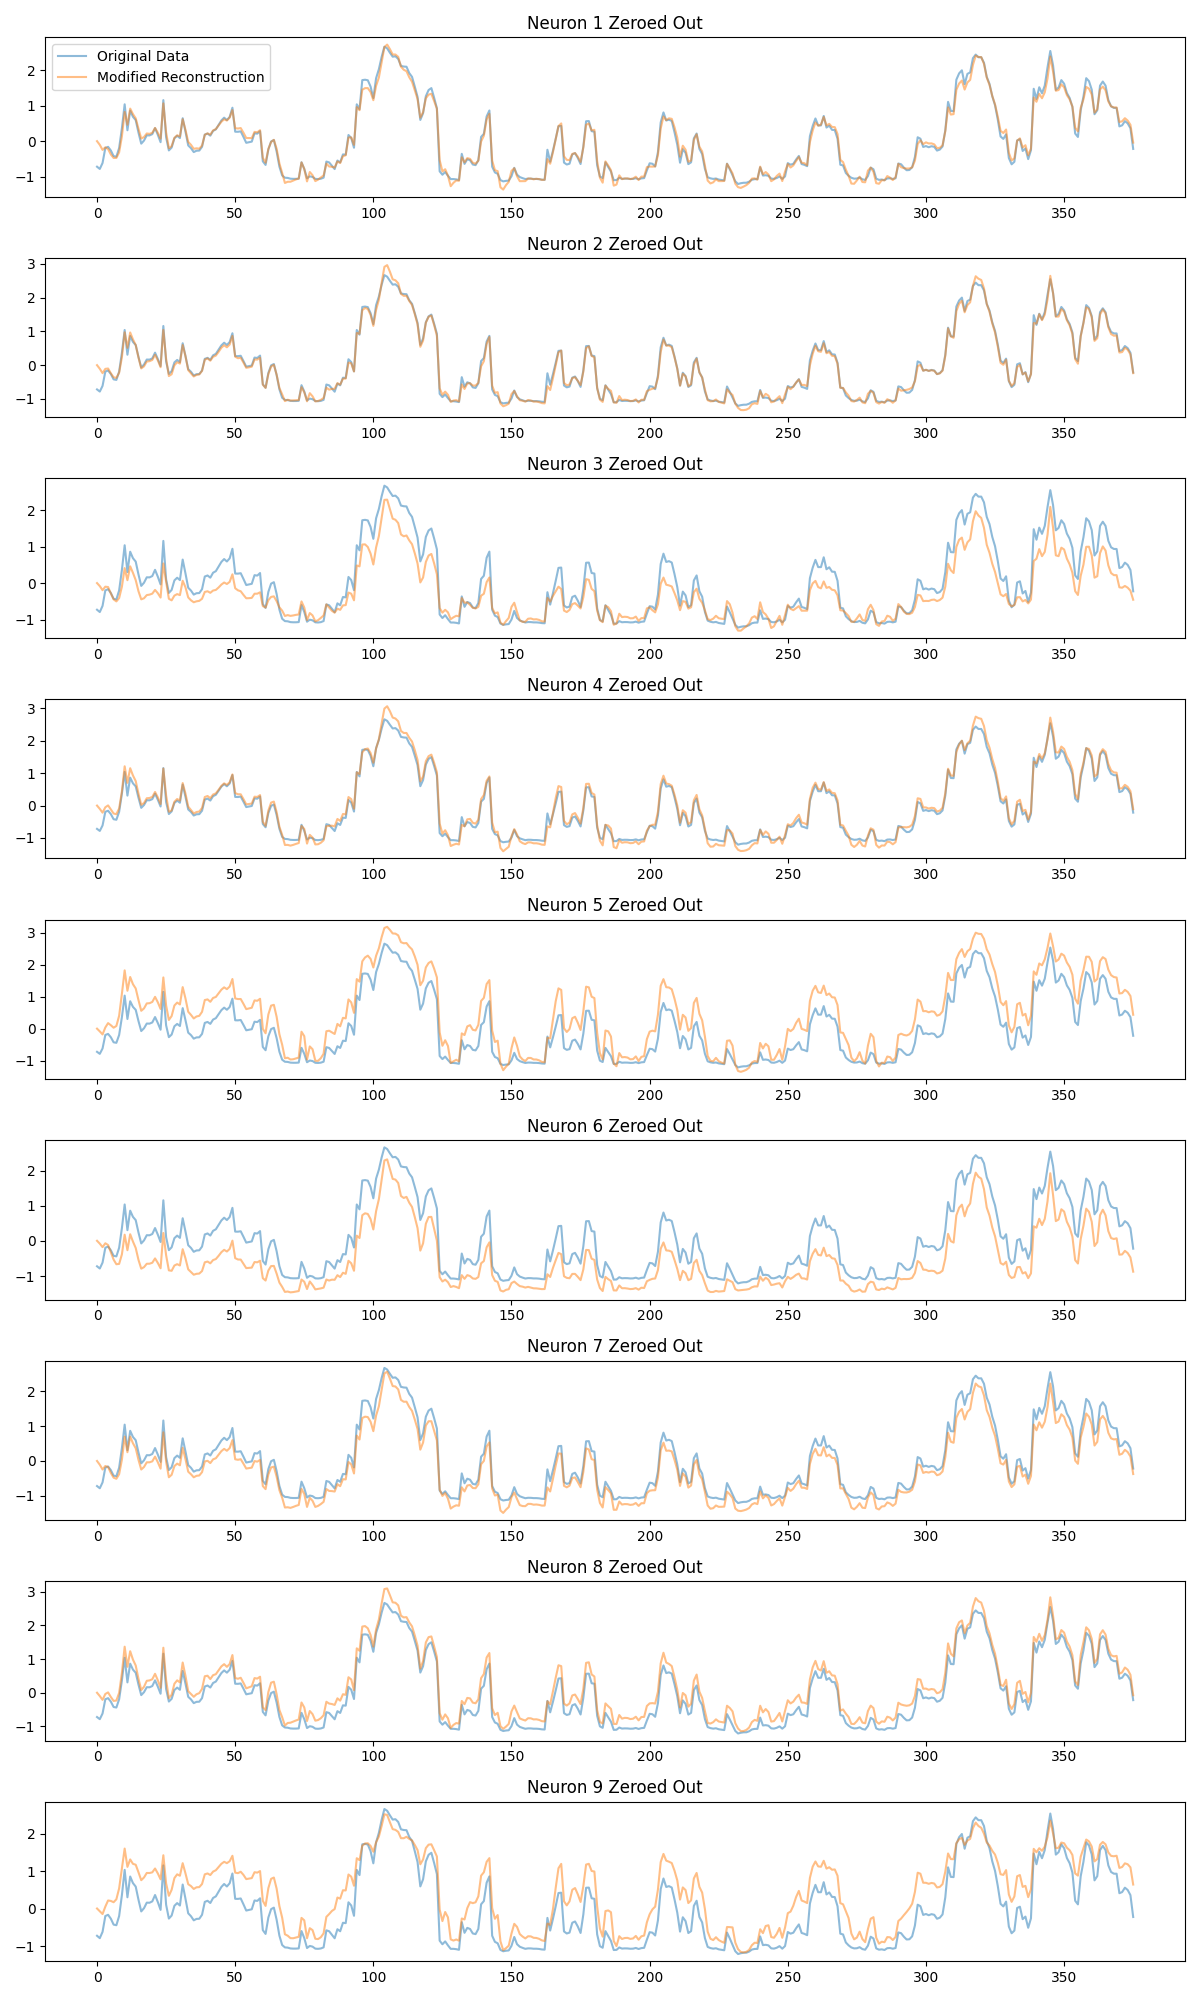 Neuron 1 Zeroed Out
Original Data
Modified Reconstruction
2
1
0
−1
0 50 100 150 200 250 300 350
Neuron 2 Zeroed Out
3
2
1
0
−1
0 50 100 150 200 250 300 350
Neuron 3 Zeroed Out
2
1
0
−1
0 50 100 150 200 250 300 350
Neuron 4 Zeroed Out
3
2
1
0
−1
0 50 100 150 200 250 300 350
Neuron 5 Zeroed Out
3
2
1
0
−1
0 50 100 150 200 250 300 350
Neuron 6 Zeroed Out
2
1
0
−1
0 50 100 150 200 250 300 350
Neuron 7 Zeroed Out
2
1
0
−1
0 50 100 150 200 250 300 350
Neuron 8 Zeroed Out
3
2
1
0
−1
0 50 100 150 200 250 300 350
Neuron 9 Zeroed Out
2
1
0
−1
0 50 100 150 200 250 300 350